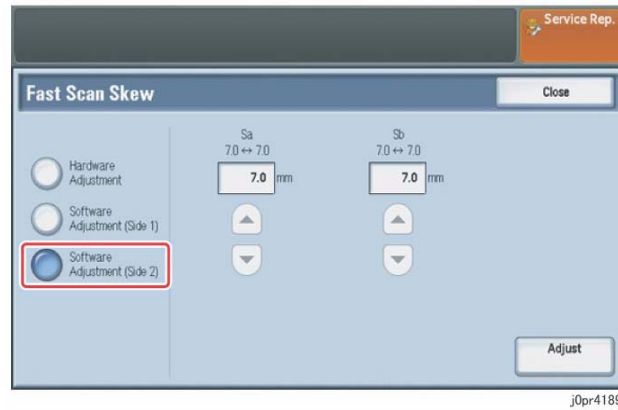 Service Rep.
Fast Scan Skew
Close
Sa
7.0 ↔ 7.0
7.0 mm
Sb
7.0 ↔ 7.0
7.0 mm
Hardware
Adjustment
Software
Adjustment (Side 1)
Software
Adjustment (Side 2)
Adjust
j0pr4189